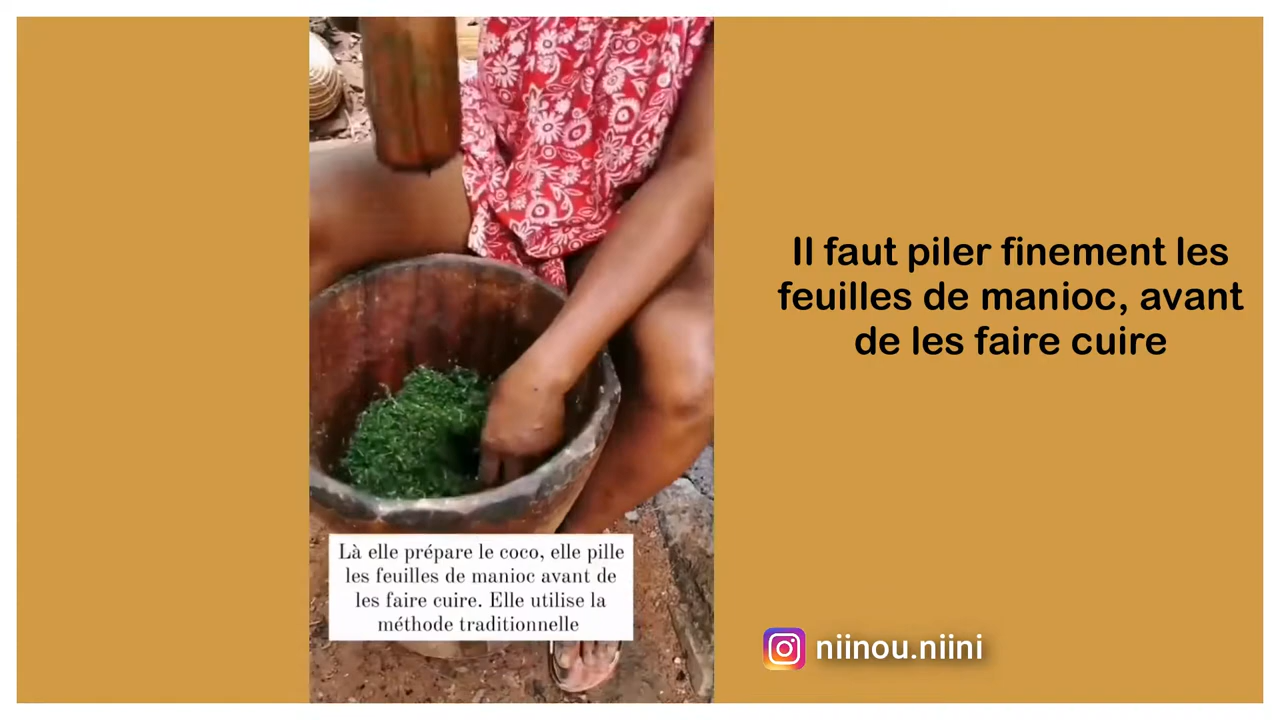 Il faut piler finement les
feuilles de manioc, avant
de les faire cuire
Là elle prépare le coco, elle pille
les feuilles de manioc avant de
les faire cuire. Elle utilise la
méthode traditionnelle
niinou.niini